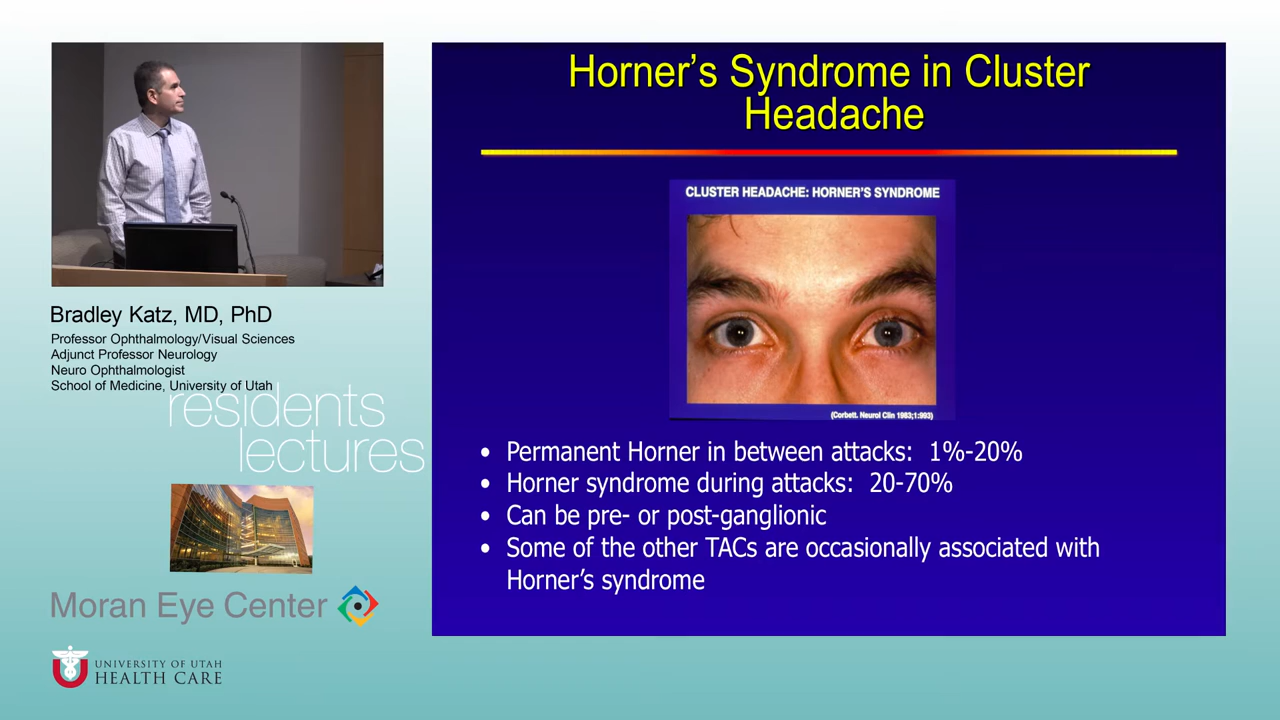 Horner's Syndrome in Cluster
Headache
CLUSTER HEADACHE: HORNER'S SYNDROME
(Corbett. Neurol Clin 1983;1:993)
• Permanent Horner in between attacks: 1%-20%
• Horner syndrome during attacks: 20-70%
• Can be pre- or post-ganglionic
• Some of the other TACs are occasionally associated with
Horner's syndrome
Bradley Katz, MD, PhD
Professor Ophthalmology/Visual Sciences
Adjunct Professor Neurology
Neuro Ophthalmologist
School of Medicine, University of Utah
residents
lectures
Moran Eye Center
UNIVERSITY OF UTAH
HEALTH CARE